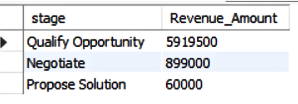 stage Revenue_Amount
Qualify Opportunity 5919500
Negotiate 899000
Propose Solution 60000